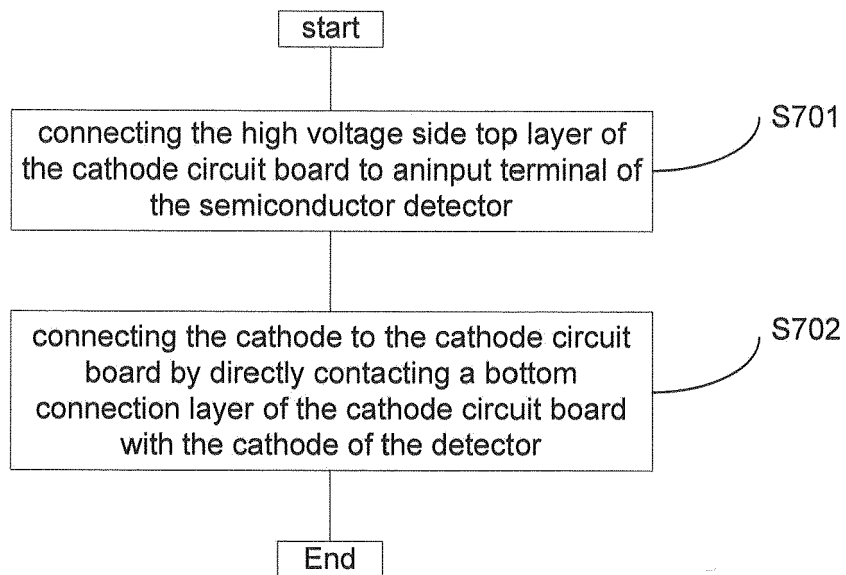 start
connecting the high voltage side top layer of
the cathode circuit board to aninput terminal of
the semiconductor detector
S701
connecting the cathode to the cathode circuit
board by directly contacting a bottom
connection layer of the cathode circuit board
with the cathode of the detector
S702
End